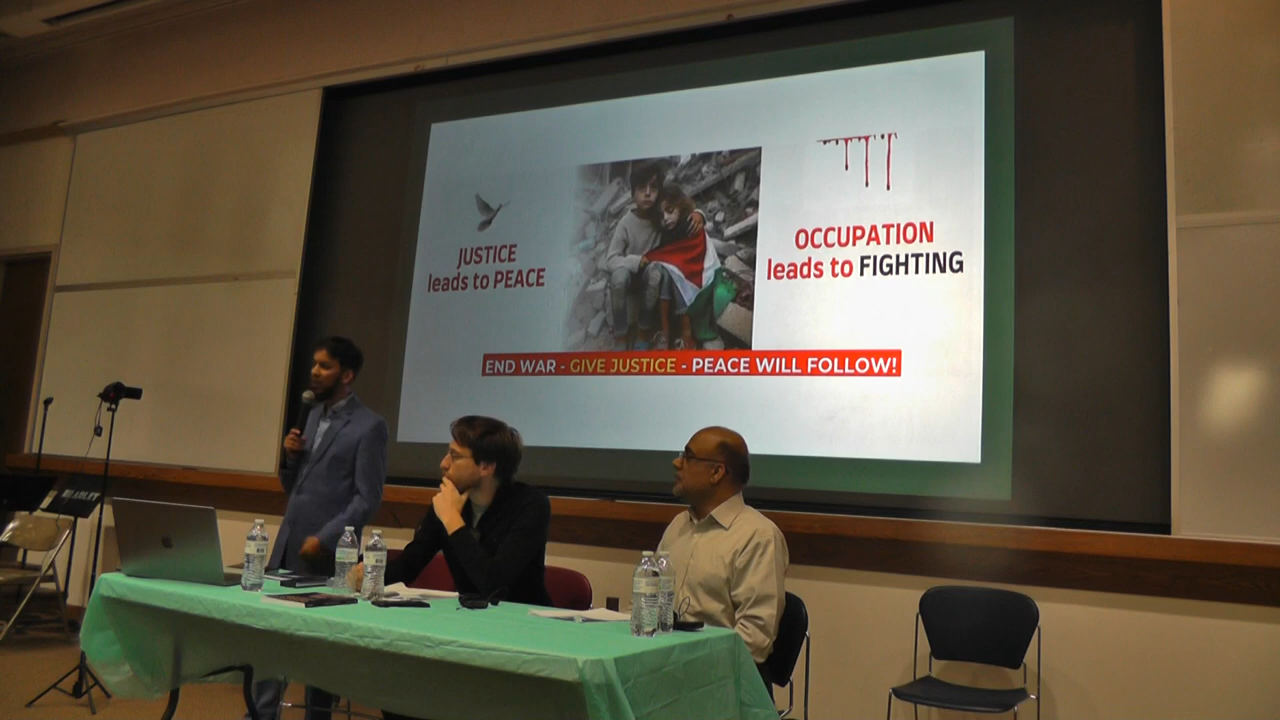 JUSTICE
leads to PEACE
OCCUPATION
leads to FIGHTING
END WAR - GIVE JUSTICE - PEACE WILL FOLLOW!